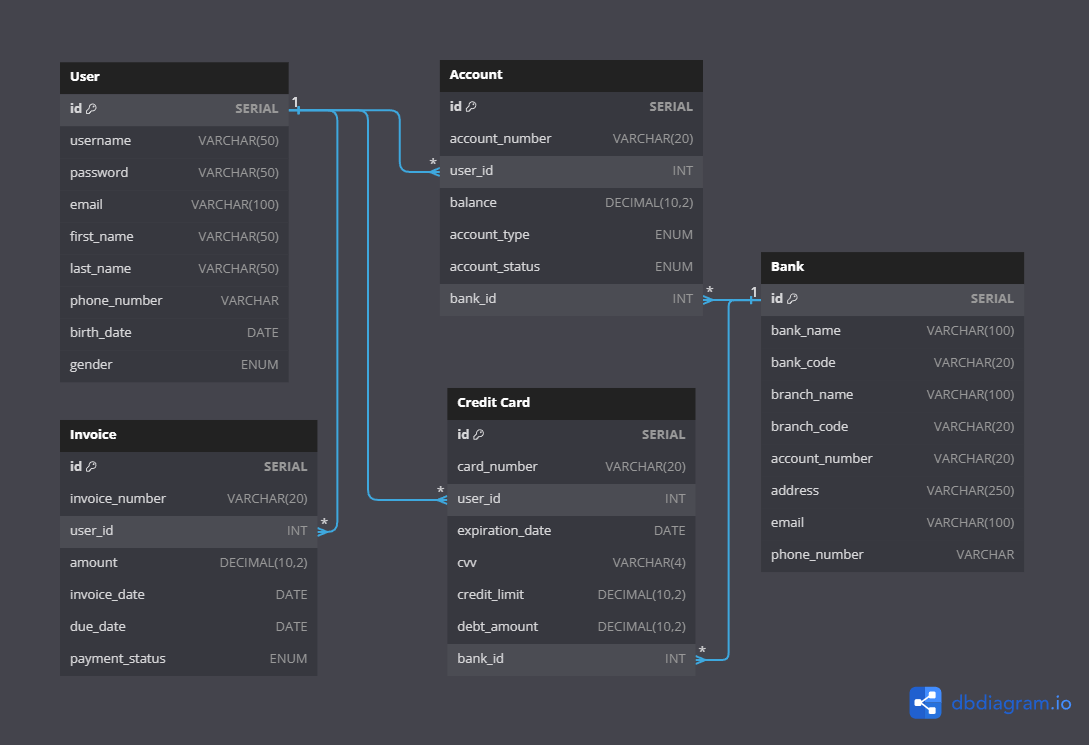 User
id SERIAL
username VARCHAR(50)
password VARCHAR(50)
email VARCHAR(100)
first_name VARCHAR(50)
last_name VARCHAR(50)
phone_number VARCHAR
birth_date DATE
gender ENUM
1
Account
id SERIAL
account_number VARCHAR(20)
* user_id INT
balance DECIMAL(10,2)
account_type ENUM
account_status ENUM
bank_id INT *
Bank
1 id SERIAL
bank_name VARCHAR(100)
bank_code VARCHAR(20)
branch_name VARCHAR(100)
branch_code VARCHAR(20)
account_number VARCHAR(20)
address VARCHAR(250)
email VARCHAR(100)
phone_number VARCHAR
Invoice
id SERIAL
invoice_number VARCHAR(20)
user_id INT *
amount DECIMAL(10,2)
invoice_date DATE
due_date DATE
payment_status ENUM
Credit Card
id SERIAL
card_number VARCHAR(20)
* user_id INT
expiration_date DATE
cvv VARCHAR(4)
credit_limit DECIMAL(10,2)
debt_amount DECIMAL(10,2)
bank_id INT *
dbdiagram.io